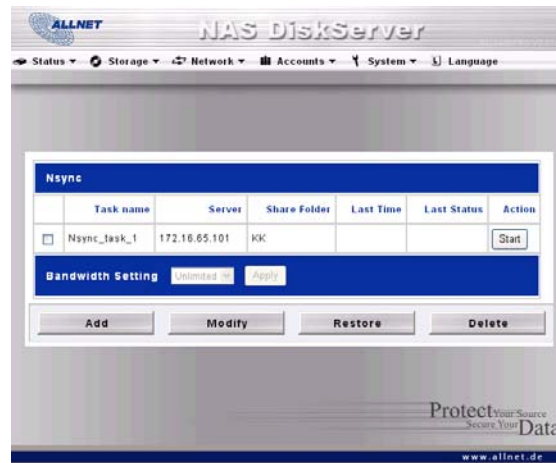 ALLNET
NAS DiskServer
Status Storage Network Accounts System Language
Nsync
Task name Server Share Folder Last Time Last Status Action
Nsync_task_1 172.16.65.101 KK Start
Bandwidth Setting Unlimited Apply
Add Modify Restore Delete
Protect Your Source
Secure Your Data
www.allnet.de